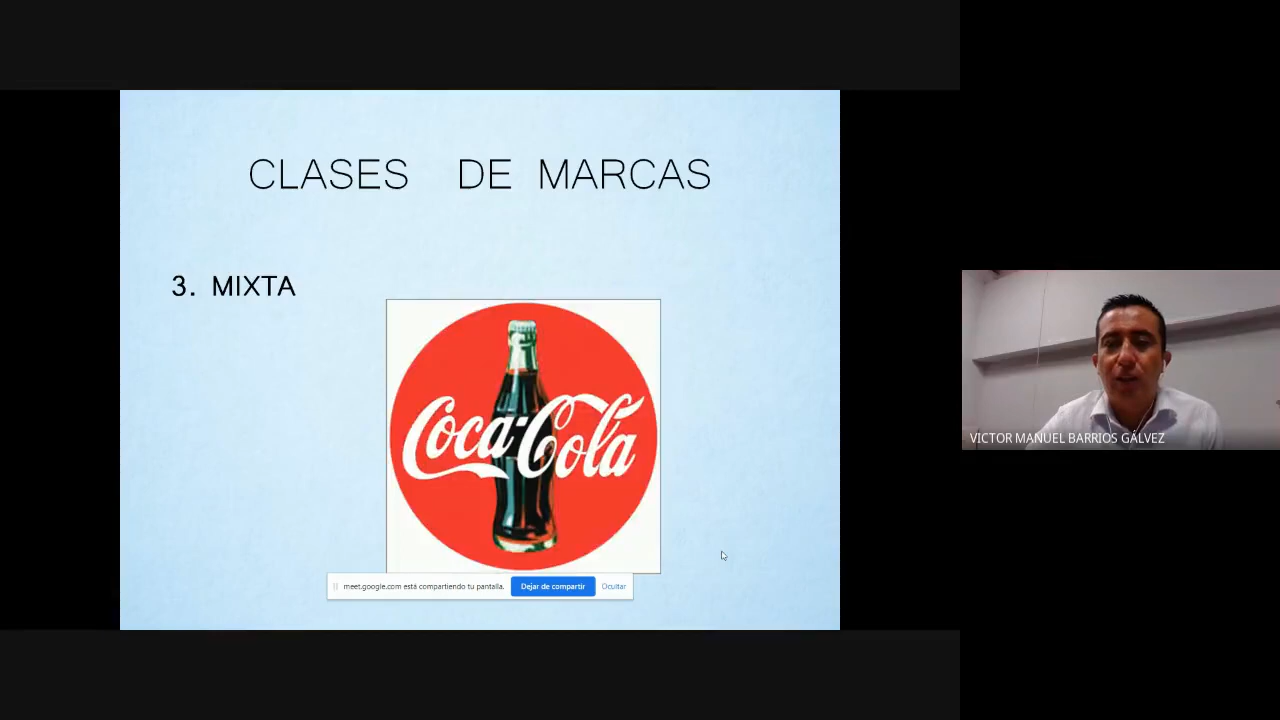 CLASES DE MARCAS
3. MIXTA
Coca-Cola
meet.google.com está compartiendo tu pantalla.
Dejar de compartir
Ocultar
VICTOR MANUEL BARRIOS GÁLVEZ